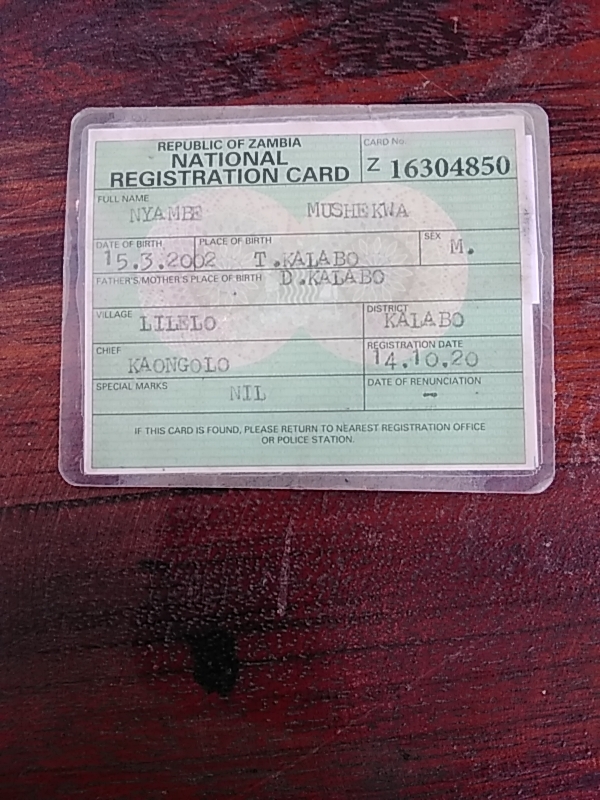 REPUBLIC OF ZAMBIA
NATIONAL
REGISTRATION CARD
CARD No.
Z 16304850
FULL NAME
NYAMBE MUSHEKWA
DATE OF BIRTH
15.3.2002
PLACE OF BIRTH
T.KALABO
SEX
M.
FATHER'S/MOTHER'S PLACE OF BIRTH
D.KALABO
VILLAGE
LILELO
DISTRICT
KALABO
CHIEF
KAONGOLO
REGISTRATION DATE
14.10.20
SPECIAL MARKS
NIL
DATE OF RENUNCIATION
-
IF THIS CARD IS FOUND, PLEASE RETURN TO NEAREST REGISTRATION OFFICE
OR POLICE STATION.